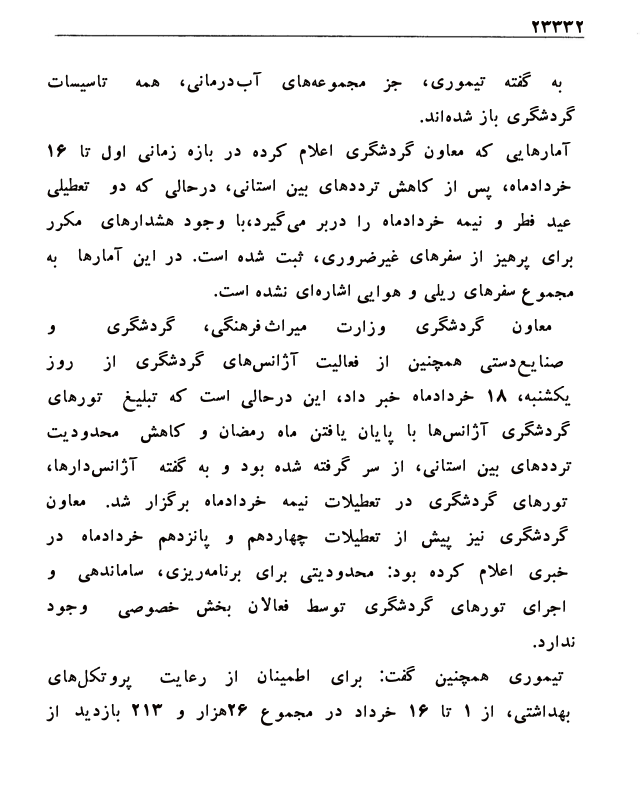 ۲۳۳۳۲
به گفته تیموری، جز مجموعه‌های آب‌درمانی، همه تاسیسات
گردشگری باز شده‌اند.
آمارهایی که معاون گردشگری اعلام کرده در بازه زمانی اول تا ۱۶
خردادماه، پس از کاهش ترددهای بین استانی، درحالی که دو تعطیلی
عید فطر و نیمه خردادماه را دربر می‌گیرد،با وجود هشدارهای مکرر
برای پرهیز از سفرهای غیرضروری، ثبت شده است. در این آمارها به
مجموع سفرهای ریلی و هوایی اشاره‌ای نشده است.
معاون گردشگری وزارت میراث‌فرهنگی، گردشگری و
صنایع‌دستی همچنین از فعالیت آژانس‌های گردشگری از روز
یکشنبه، ۱۸ خردادماه خبر داد، این درحالی است که تبلیغ تورهای
گردشگری آژانس‌ها با پایان یافتن ماه رمضان و کاهش محدودیت
ترددهای بین استانی، از سر گرفته شده بود و به گفته آژانس‌دارها،
تورهای گردشگری در تعطیلات نیمه خردادماه برگزار شد. معاون
گردشگری نیز پیش از تعطیلات چهاردهم و پانزدهم خردادماه در
خبری اعلام کرده بود: محدودیتی برای برنامه‌ریزی، ساماندهی و
اجرای تورهای گردشگری توسط فعالان بخش خصوصی وجود
ندارد.
تیموری همچنین گفت: برای اطمینان از رعایت پروتکل‌های
بهداشتی، از ۱ تا ۱۶ خرداد در مجموع ۲۶هزار و ۲۱۳ بازدید از